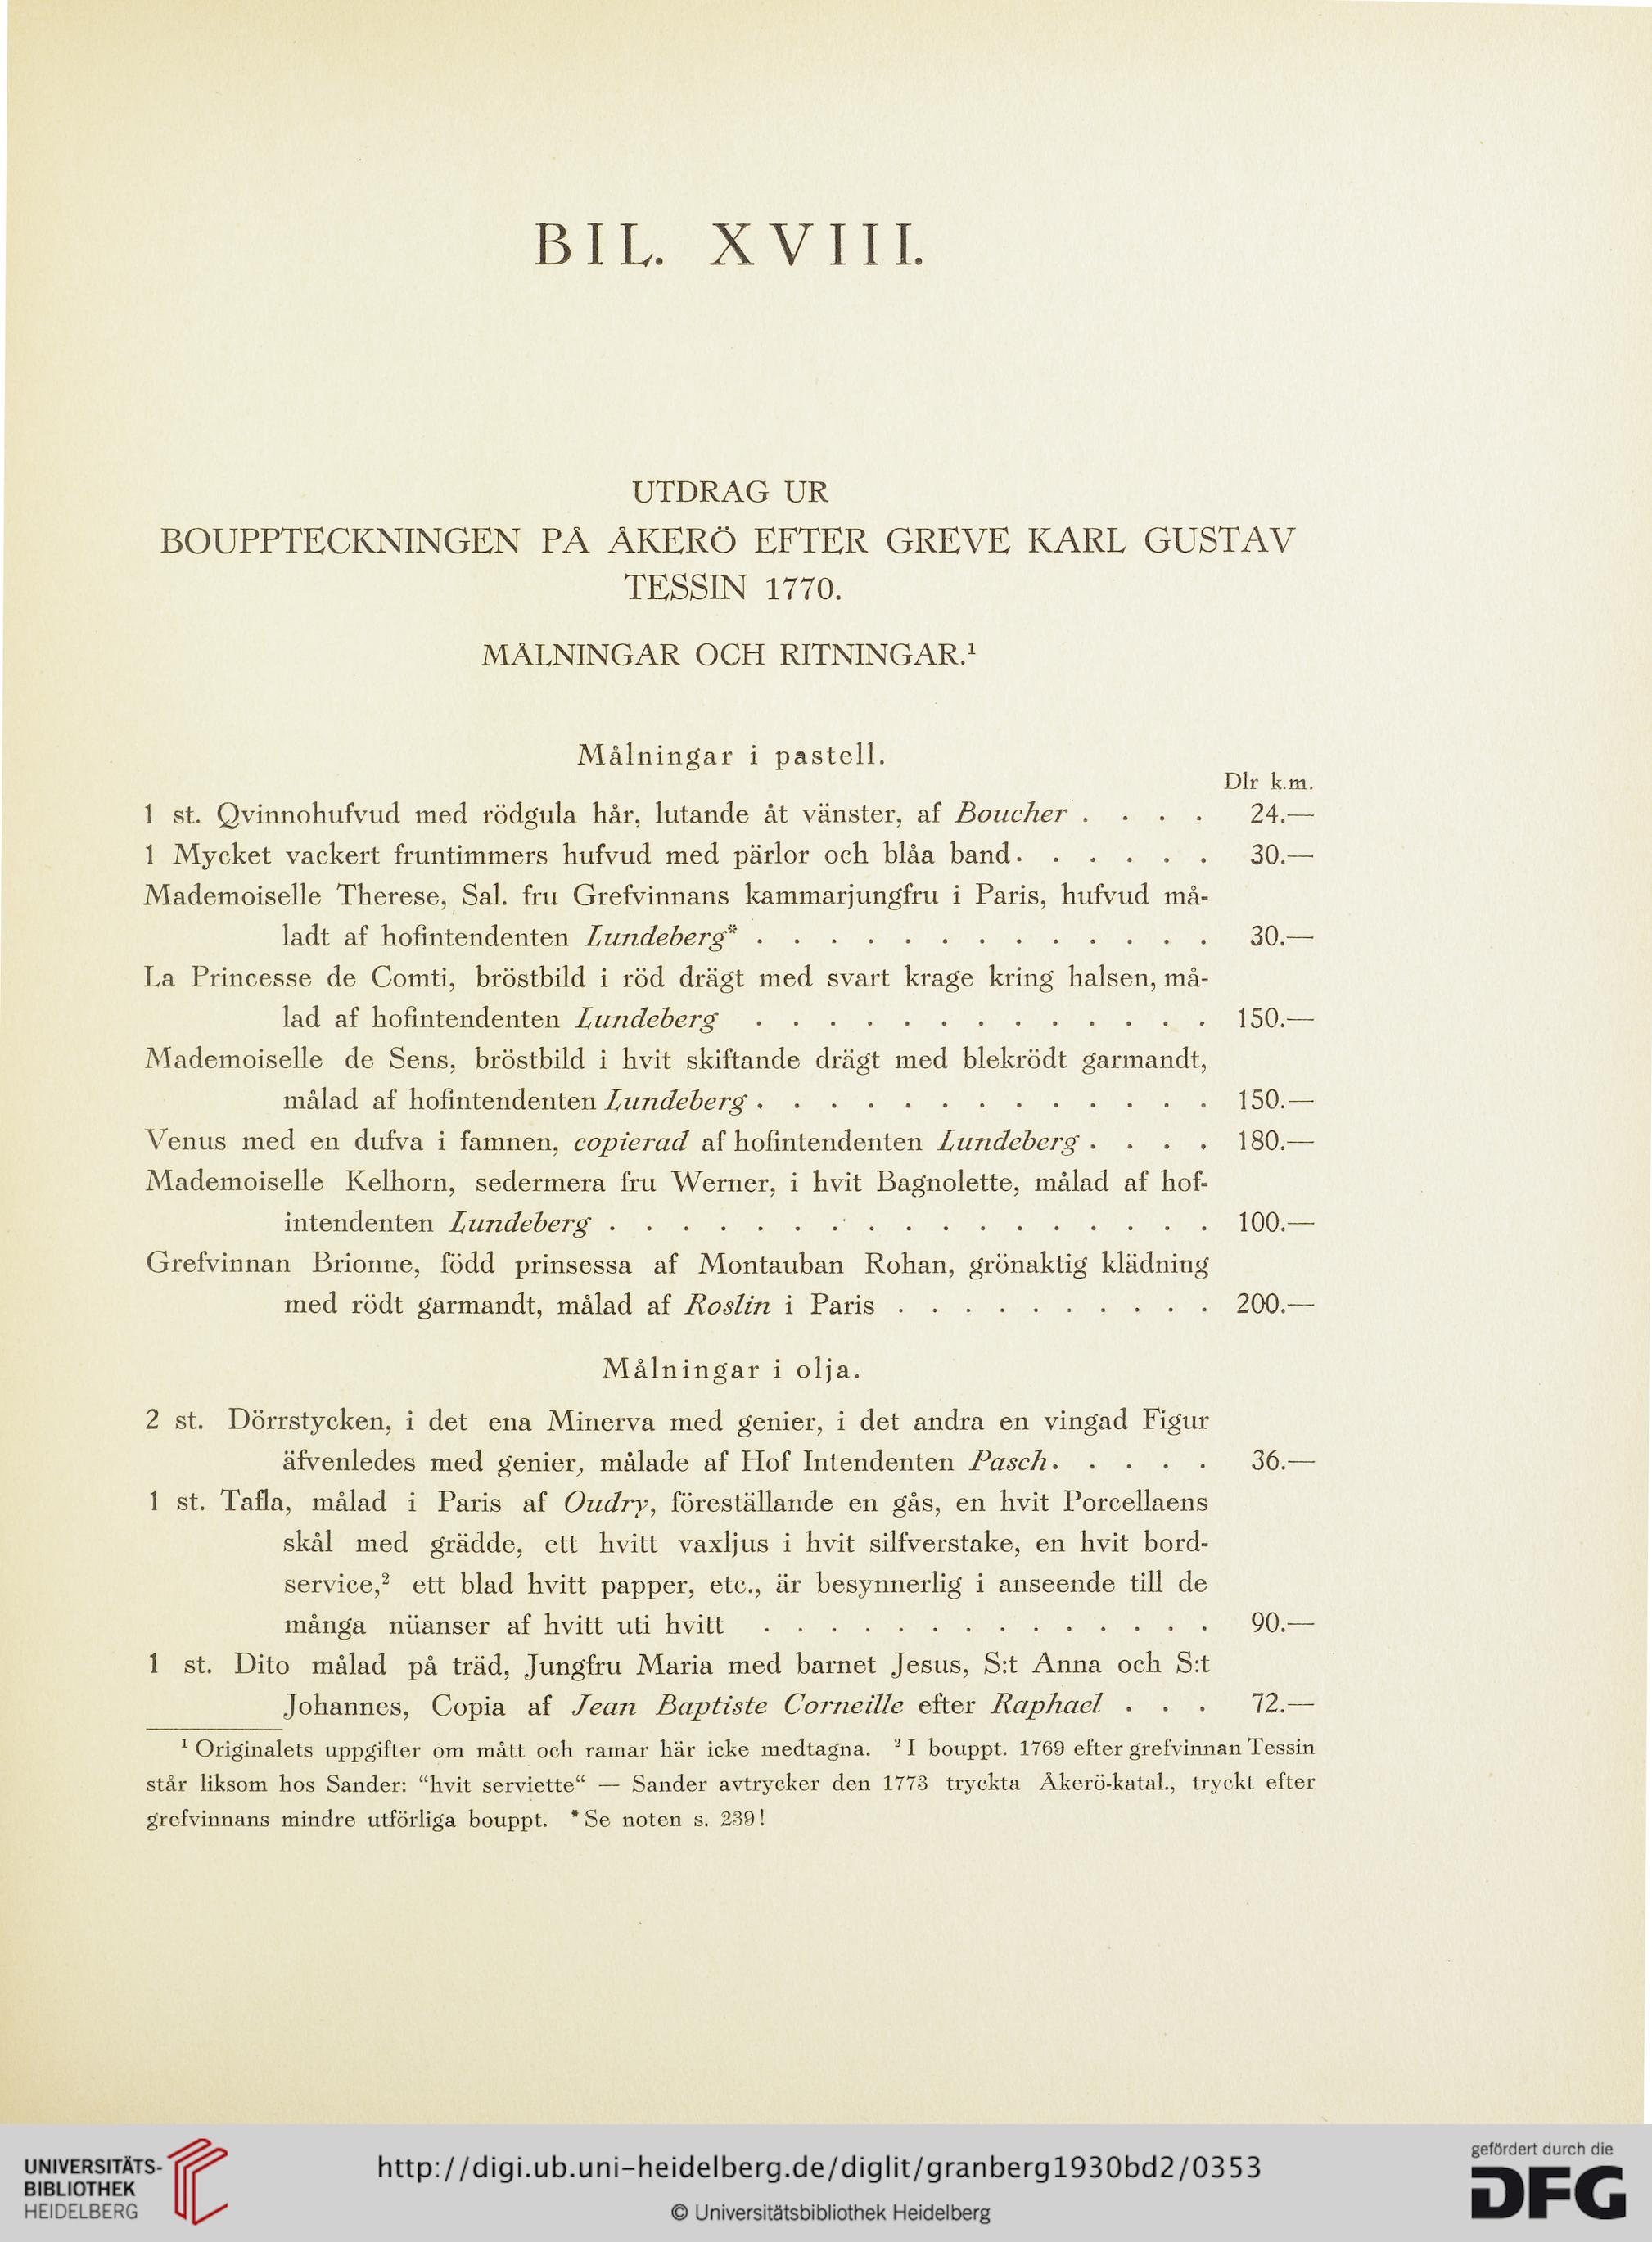 BIL. XVIII.
UTDRAG UR
BOUPPTECKNINGEN PÅ ÅKERÖ EFTER GREVE KARL GUSTAV
TESSIN 1770.
MÅLNINGAR OCH RITNINGAR.¹
Målningar i pastell.
Dlr k.m.
1 st. Qvinnohufvud med rödgula hår, lutande åt vänster, af Boucher . . . . 24.—
1 Mycket vackert fruntimmers hufvud med pärlor och blåa band. . . . . . 30.—
Mademoiselle Therese, Sal. fru Grefvinnans kammarjungfru i Paris, hufvud må-
ladt af hofintendenten Lundeberg* . . . . . . . . . . . . . 30.—
La Princesse de Comti, bröstbild i röd drägt med svart krage kring halsen, må-
lad af hofintendenten Lundeberg . . . . . . . . . . . . . 150.—
Mademoiselle de Sens, bröstbild i hvit skiftande drägt med blekrödt garmandt,
målad af hofintendenten Lundeberg . . . . . . . . . . . . . 150.—
Venus med en dufva i famnen, copierad af hofintendenten Lundeberg . . . . 180.—
Mademoiselle Kelhorn, sedermera fru Werner, i hvit Bagnolette, målad af hof-
intendenten Lundeberg . . . . . . . . . . . . . . . . . 100.—
Grefvinnan Brionne, född prinsessa af Montauban Rohan, grönaktig klädning
med rödt garmandt, målad af Roslin i Paris . . . . . . . . . . 200.—
Målningar i olja.
2 st. Dörrstycken, i det ena Minerva med genier, i det andra en vingad Figur
äfvenledes med genier, målade af Hof Intendenten Pasch. . . . . 36.—
1 st. Tafla, målad i Paris af Oudry, föreställande en gås, en hvit Porcellaens
skål med grädde, ett hvitt vaxljus i hvit silfverstake, en hvit bord-
service,² ett blad hvitt papper, etc., är besynnerlig i anseende till de
många nüanser af hvitt uti hvitt . . . . . . . . . . . . . . 90.—
1 st. Dito målad på träd, Jungfru Maria med barnet Jesus, S:t Anna och S:t
Johannes, Copia af Jean Baptiste Corneille efter Raphael . . . 72.—
¹ Originalets uppgifter om mått och ramar här icke medtagna. ² I bouppt. 1769 efter grefvinnan Tessin
står liksom hos Sander: “hvit serviette“ — Sander avtrycker den 1773 tryckta Åkerö-katal., tryckt efter
grefvinnans mindre utförliga bouppt. * Se noten s. 239!
UNIVERSITÄTS-
BIBLIOTHEK
HEIDELBERG
http://digi.ub.uni-heidelberg.de/diglit/granberg1930bd2/0353
© Universitätsbibliothek Heidelberg
gefördert durch die
DFG